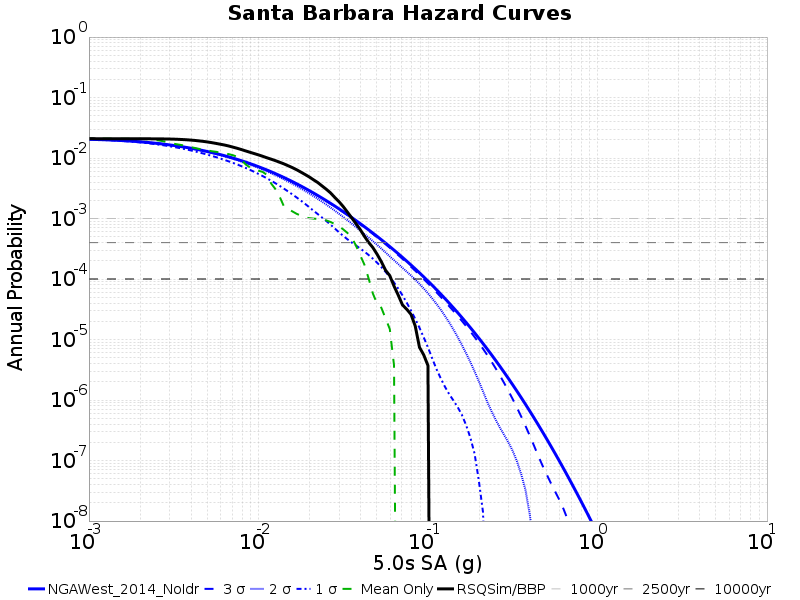 Santa Barbara Hazard Curves
10^0
10^-1
10^-2
10^-3
10^-4
10^-5
10^-6
10^-7
10^-8
Annual Probability
10^-3 10^-2 10^-1 10^0 10^1
5.0s SA (g)
NGAWest_2014_NoIdr 3 σ 2 σ 1 σ Mean Only RSQSim/BBP 1000yr 2500yr 10000yr